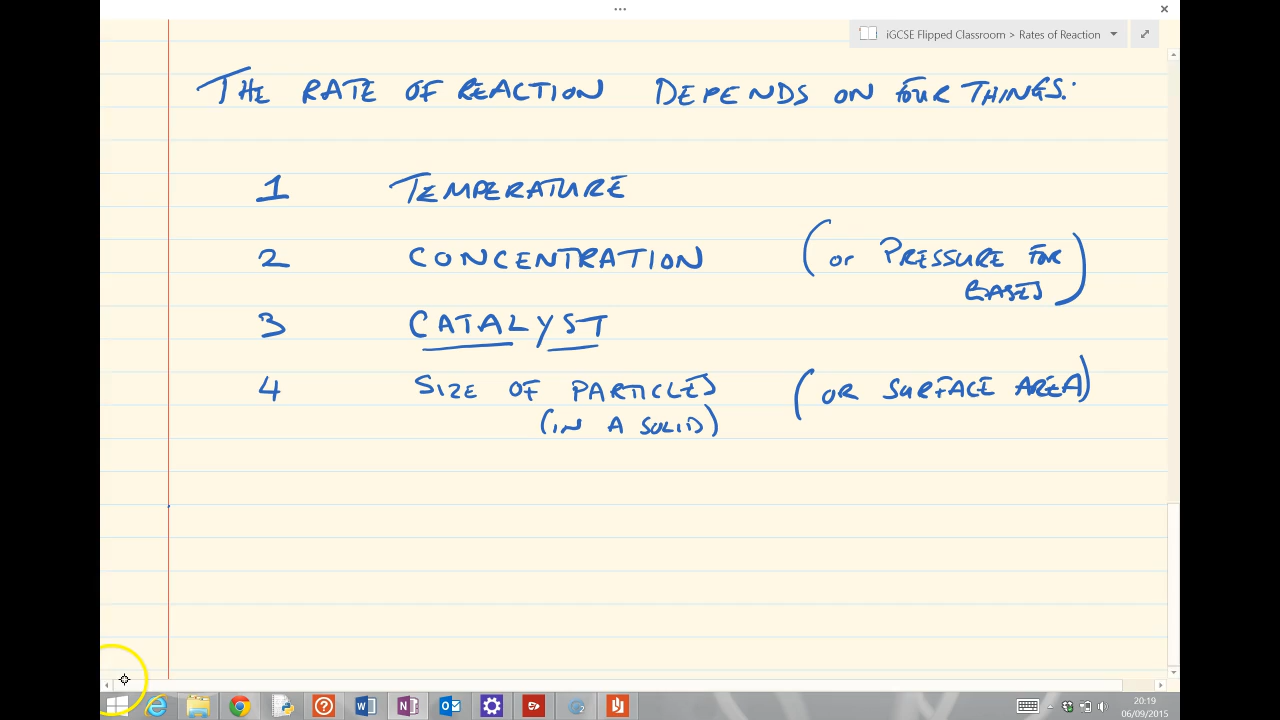 iGCSE Flipped Classroom > Rates of Reaction
THE RATE OF REACTION DEPENDS ON FOUR THINGS.
1 TEMPERATURE
2 CONCENTRATION (or PRESSURE FOR
GASES)
3 CATALYST
4 SIZE OF PARTICLES (OR SURFACE AREA)
(IN A SOLID)
20:19
06/09/2015